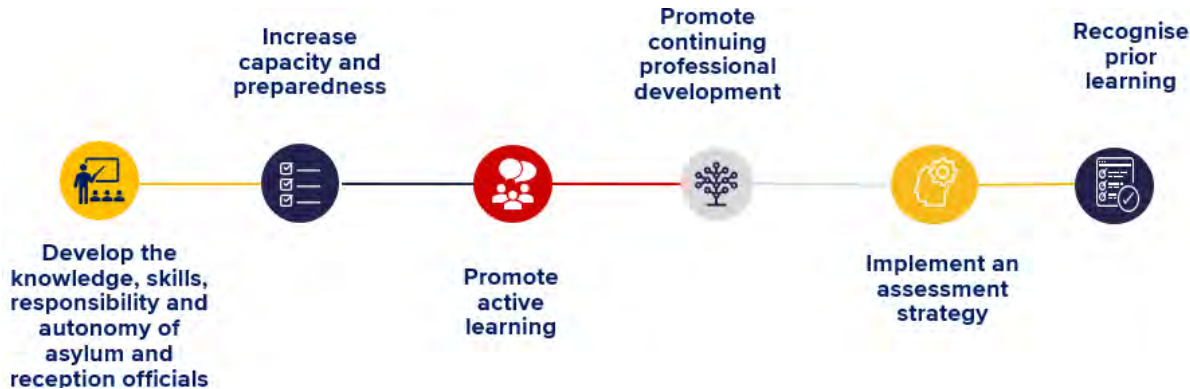 Develop the
knowledge, skills,
responsibility and
autonomy of
asylum and
reception officials
Increase
capacity and
preparedness
Promote
active
learning
Promote
continuing
professional
development
Implement an
assessment
strategy
Recognise
prior
learning